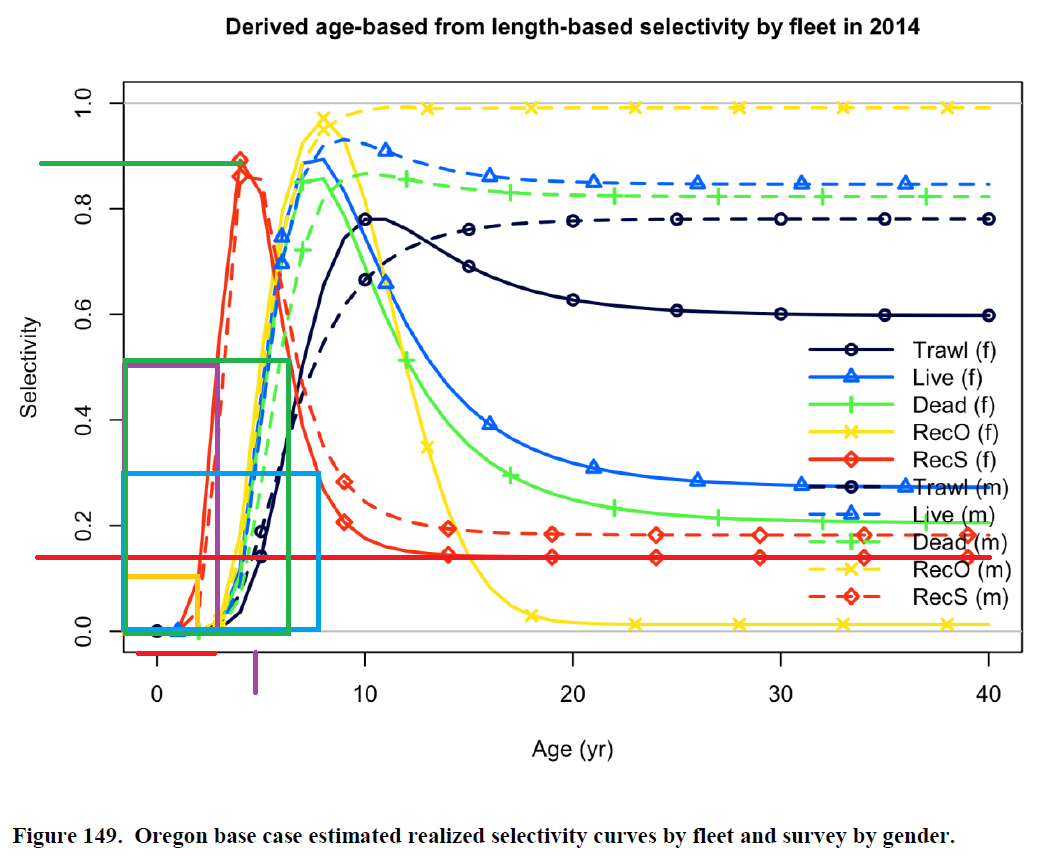 Derived age-based from length-based selectivity by fleet in 2014
1.0
0.8
0.6
0.4
0.2
0.0
Selectivity
Trawl (f)
Live (f)
Dead (f)
RecO (f)
RecS (f)
Trawl (m)
Live (m)
Dead (m)
RecO (m)
RecS (m)
0 10 20 30 40
Age (yr)
Figure 149. Oregon base case estimated realized selectivity curves by fleet and survey by gender.